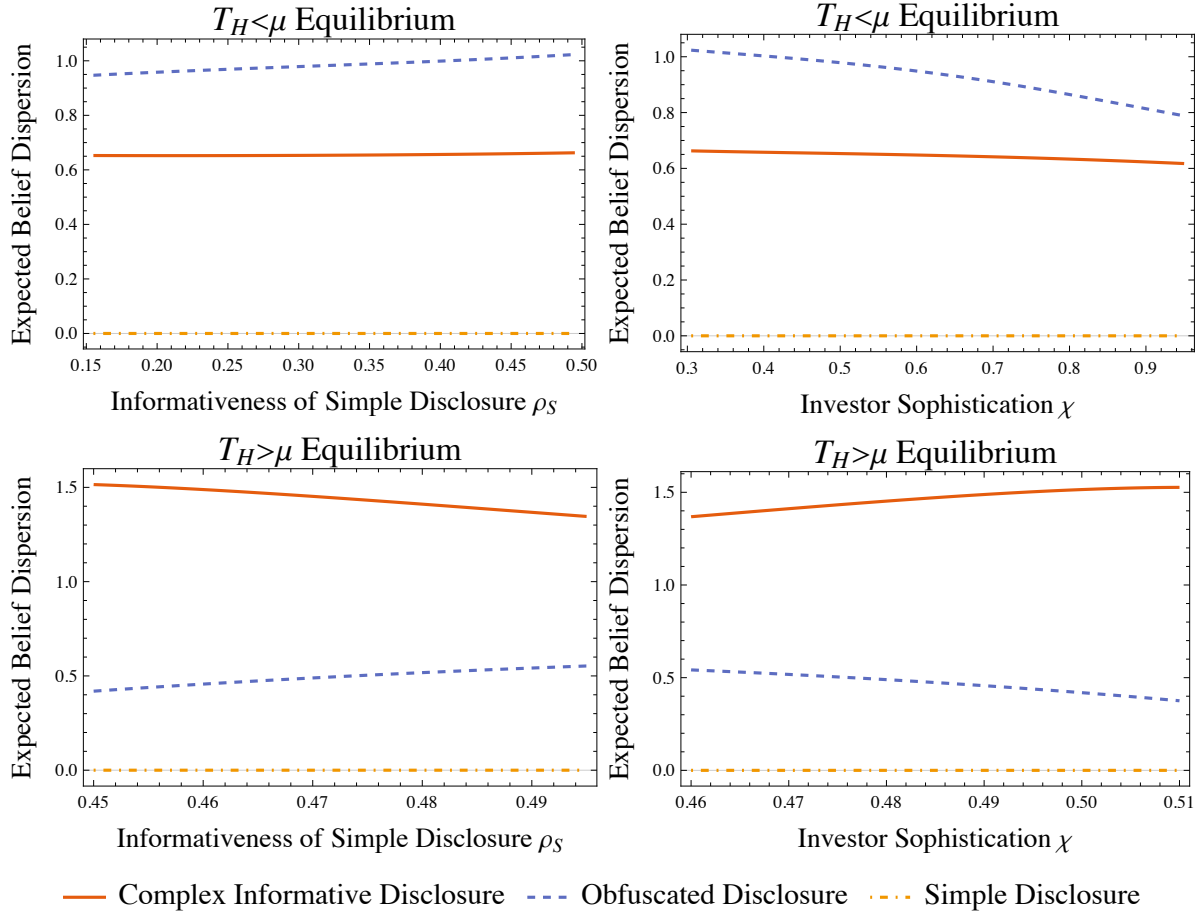 T_H<μ Equilibrium
Expected Belief Dispersion
1.0
0.8
0.6
0.4
0.2
0.0
0.15 0.20 0.25 0.30 0.35 0.40 0.45 0.50
Informativeness of Simple Disclosure ρ_S
T_H<μ Equilibrium
Expected Belief Dispersion
1.0
0.8
0.6
0.4
0.2
0.0
0.3 0.4 0.5 0.6 0.7 0.8 0.9
Investor Sophistication χ
T_H>μ Equilibrium
Expected Belief Dispersion
1.5
1.0
0.5
0.0
0.45 0.46 0.47 0.48 0.49
Informativeness of Simple Disclosure ρ_S
T_H>μ Equilibrium
Expected Belief Dispersion
1.5
1.0
0.5
0.0
0.46 0.47 0.48 0.49 0.50 0.51
Investor Sophistication χ
Complex Informative Disclosure Obfuscated Disclosure Simple Disclosure